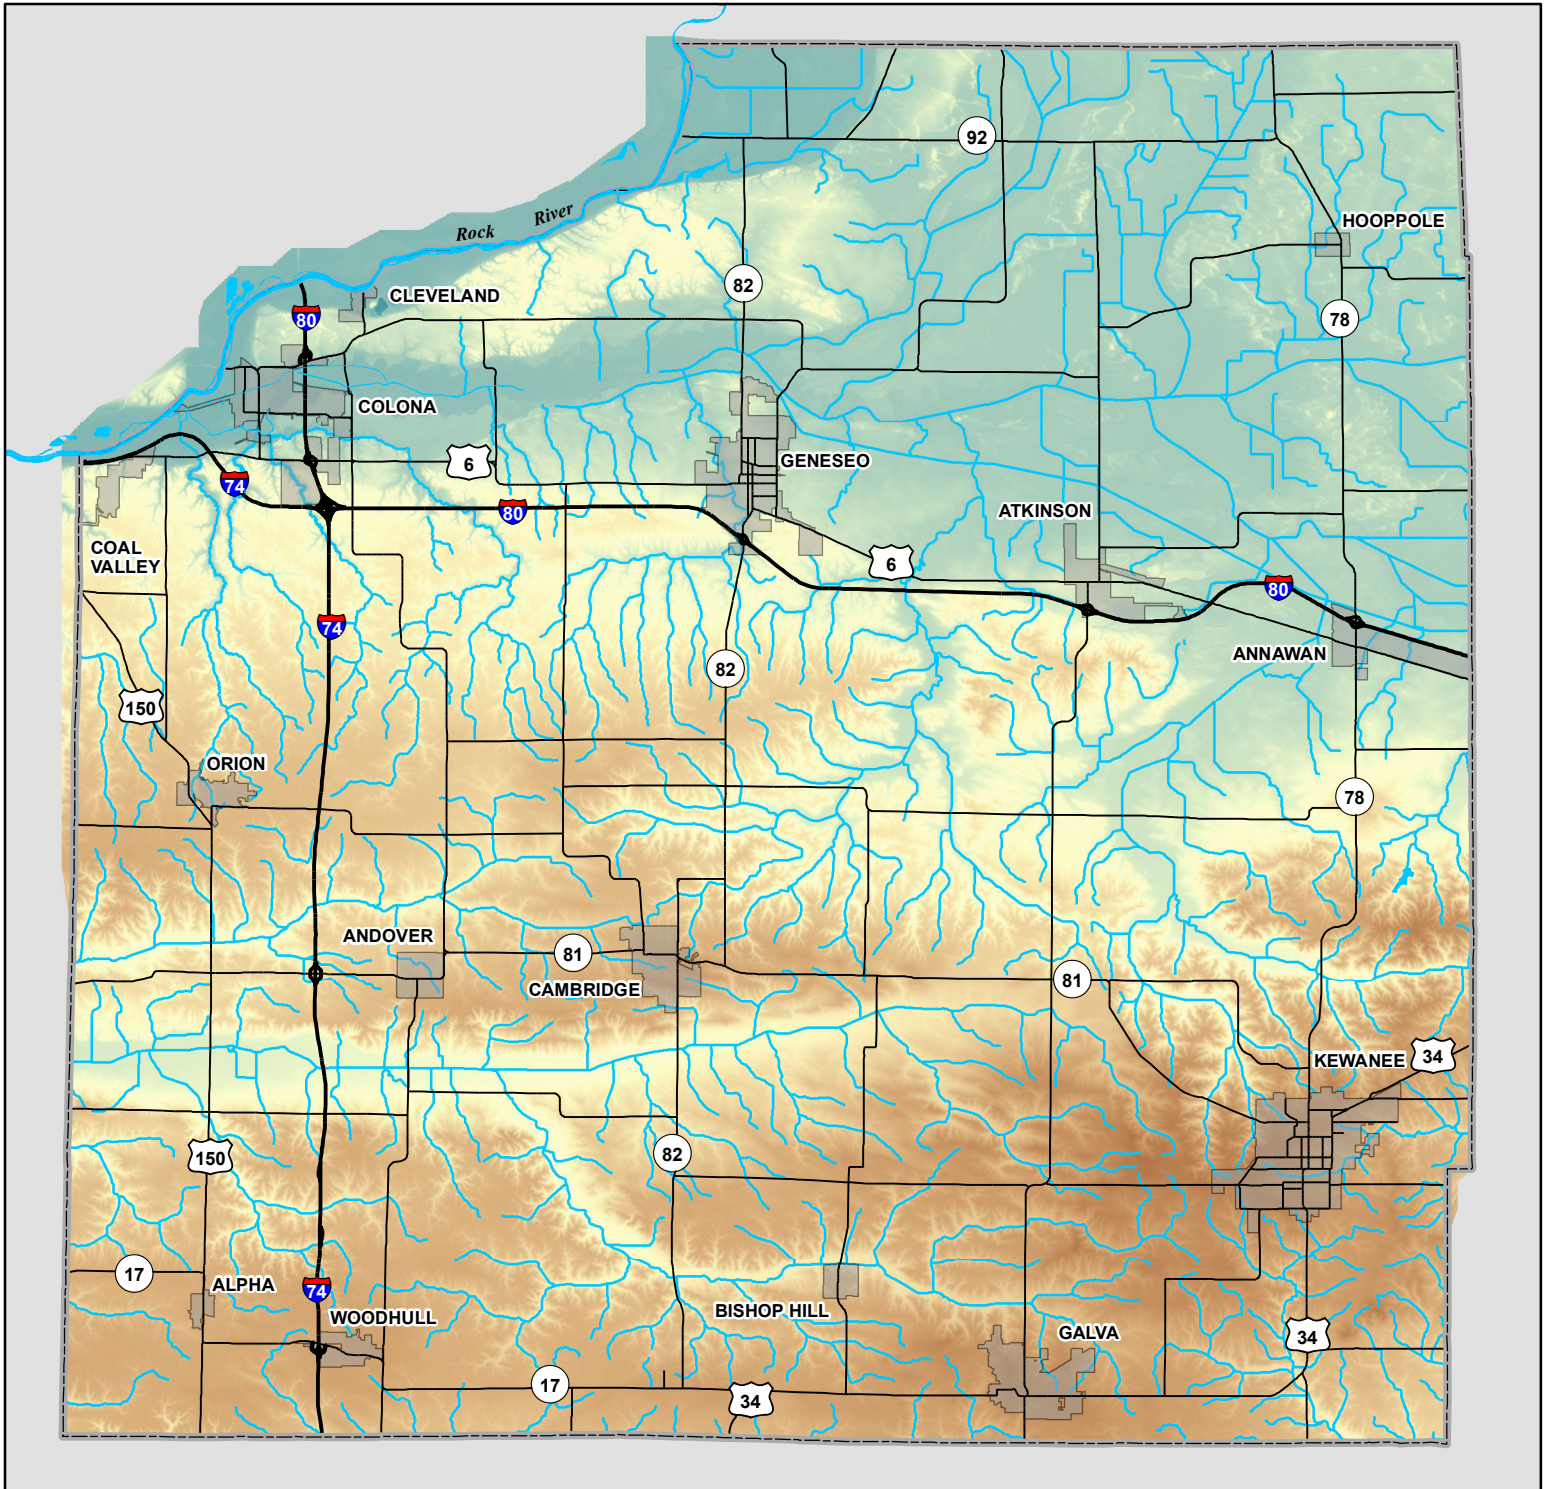 92
HOOPPOLE
Rock River
82
CLEVELAND
80
78
COLONA
6
GENESEO
74
80
ATKINSON
COAL
VALLEY
6
80
74
ANNAWAN
82
150
ORION
78
ANDOVER
81
CAMBRIDGE
81
KEWANEE
34
150
82
17
ALPHA
74
WOODHULL
BISHOP HILL
GALVA
34
17
34